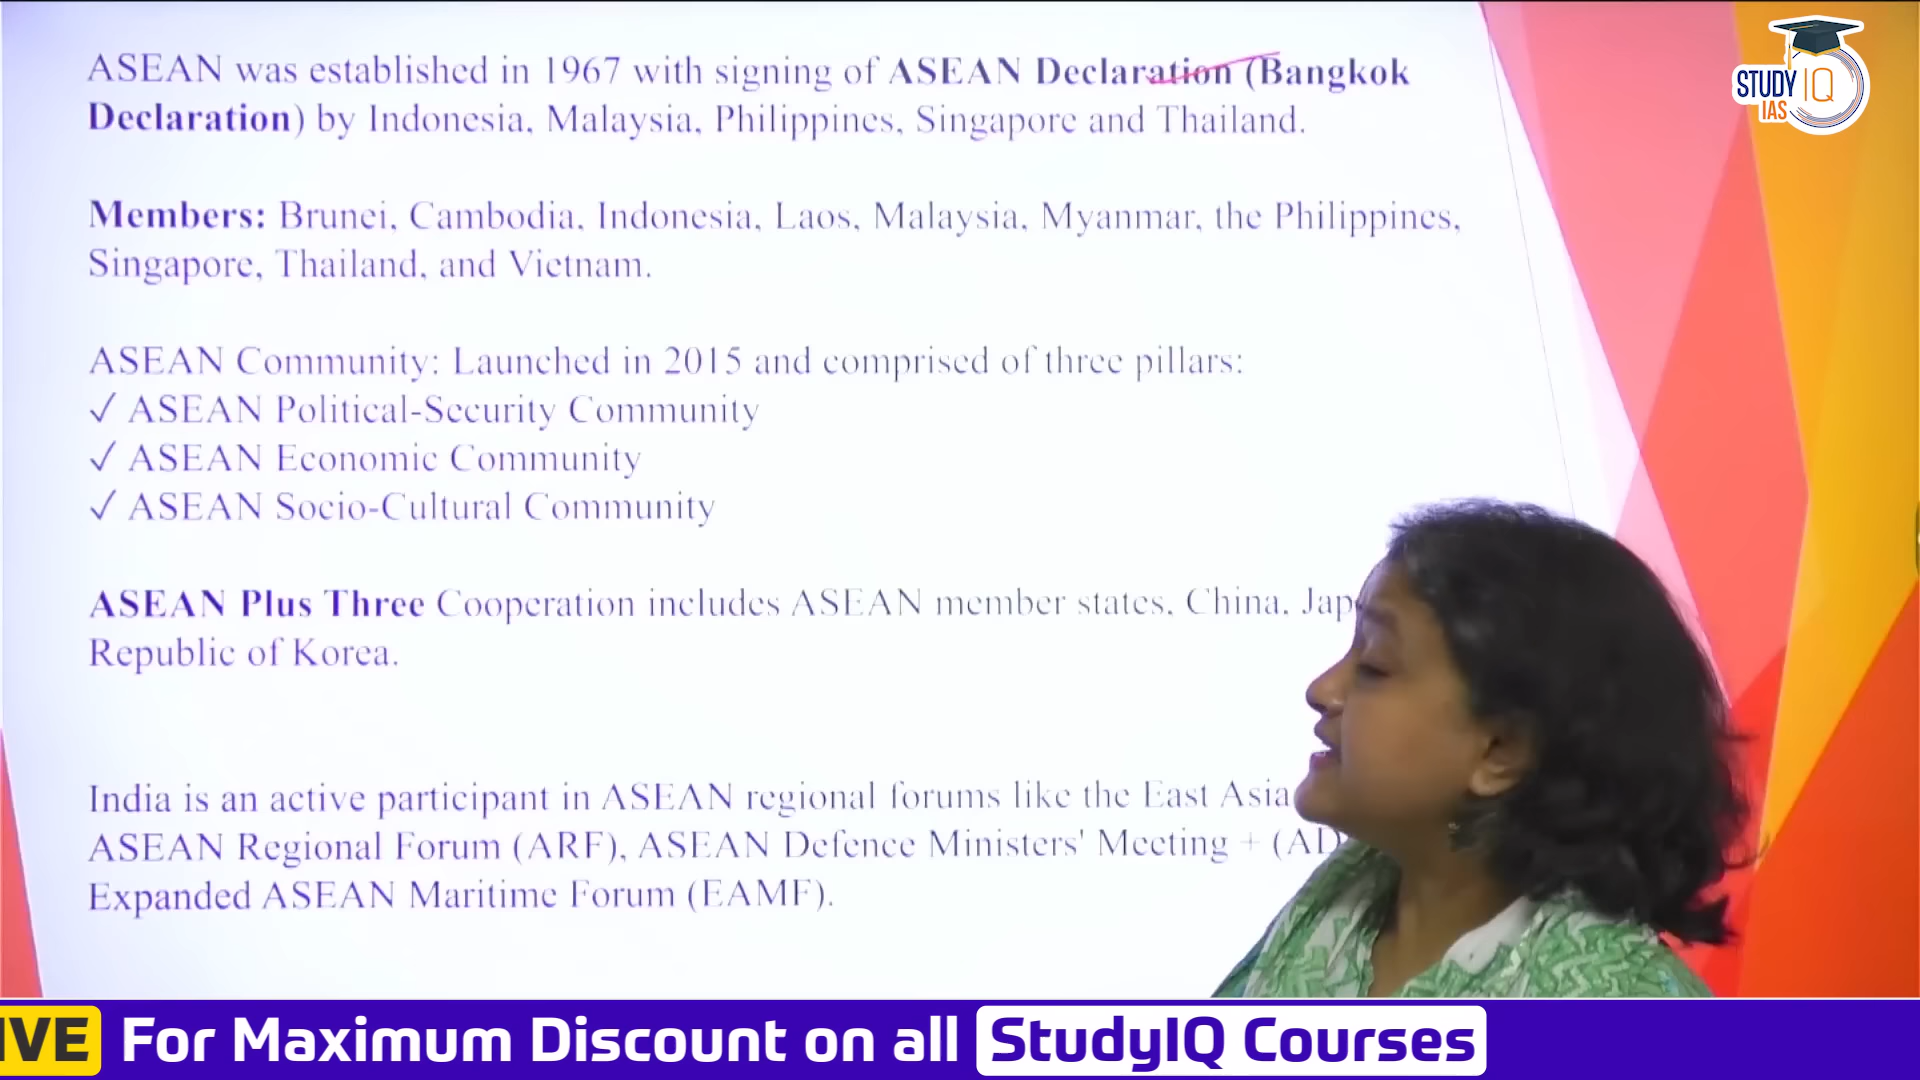 ASEAN was established in 1967 with signing of ASEAN Declaration (Bangkok
Declaration) by Indonesia, Malaysia, Philippines, Singapore and Thailand.
Members: Brunei, Cambodia, Indonesia, Laos, Malaysia, Myanmar, the Philippines,
Singapore, Thailand, and Vietnam.
ASEAN Community: Launched in 2015 and comprised of three pillars:
✓ ASEAN Political-Security Community
✓ ASEAN Economic Community
✓ ASEAN Socio-Cultural Community
ASEAN Plus Three Cooperation includes ASEAN member states, China,
Republic of Korea.
India is an active participant in ASEAN regional forums like the East Asia
ASEAN Regional Forum (ARF), ASEAN Defence Ministers' Meeting +
Expanded ASEAN Maritime Forum (EAMF).
STUDY IQ
IAS
For Maximum Discount on all StudyIQ Courses